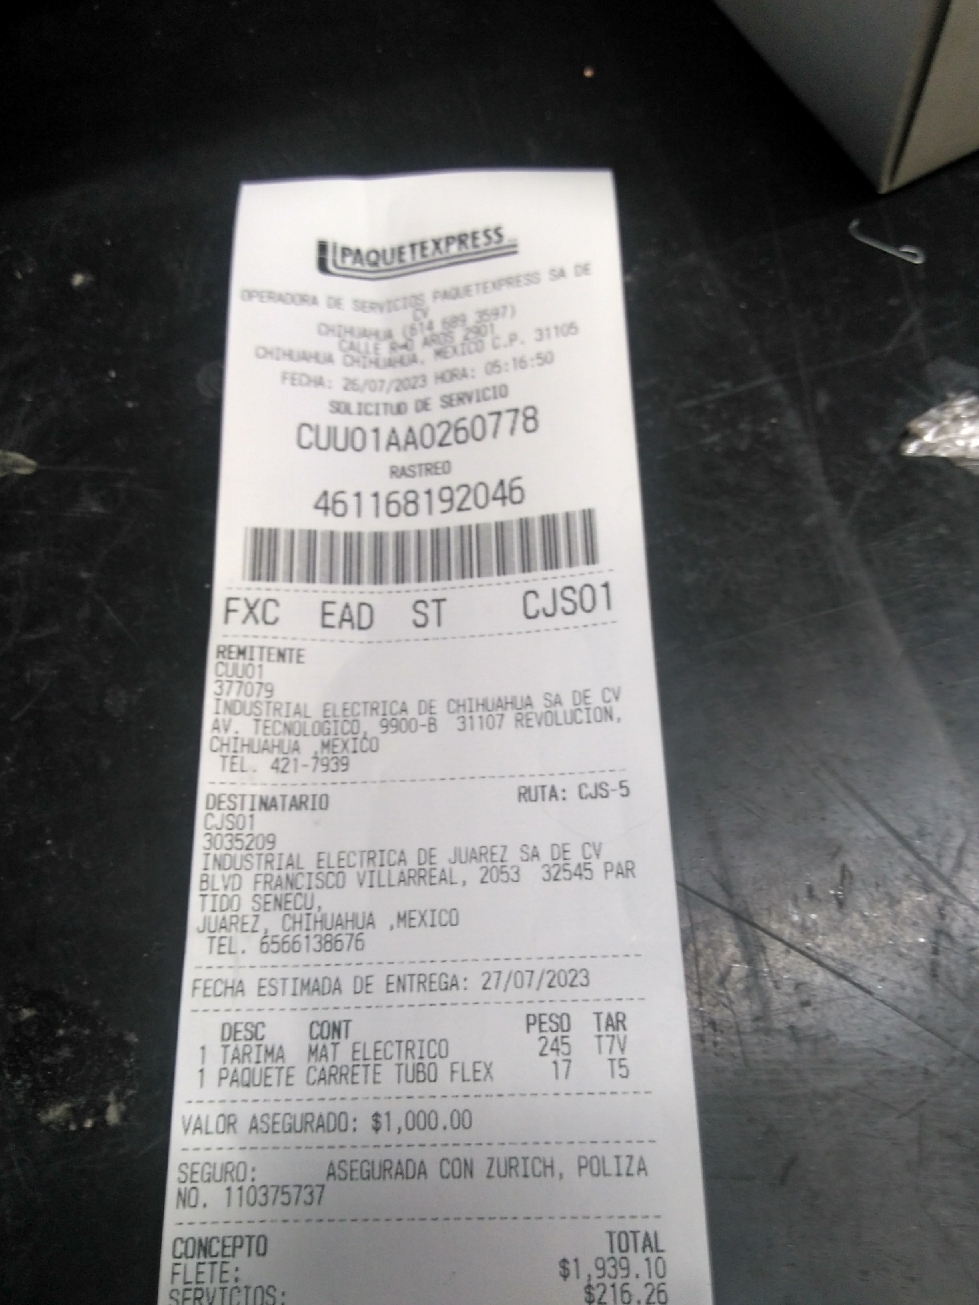 PAQUETEXPRESS
OPERADORA DE SERVICIOS PAQUETEXPRESS SA DE
CV
CHIHUAHUA (614 689 3597)
CALLE R=O AROS 2901
CHIHUAHUA CHIHUAHUA, MEXICO C.P. 31105
FECHA: 26/07/2023 HORA: 05:16:50
SOLICITUD DE SERVICIO
CUU01AA0260778
RASTREO
461168192046
FXC EAD ST CJS01
REMITENTE
CUU01
377079
INDUSTRIAL ELECTRICA DE CHIHUAHUA SA DE CV
AV. TECNOLOGICO, 9900-B 31107 REVOLUCION,
CHIHUAHUA ,MEXICO
TEL. 421-7939
DESTINATARIO RUTA: CJS-5
CJS01
3035209
INDUSTRIAL ELECTRICA DE JUAREZ SA DE CV
BLVD FRANCISCO VILLARREAL, 2053 32545 PAR
TIDO SENECU,
JUAREZ, CHIHUAHUA ,MEXICO
TEL. 6566138676
FECHA ESTIMADA DE ENTREGA: 27/07/2023
DESC CONT PESO TAR
1 TARIMA MAT ELECTRICO 245 T7V
1 PAQUETE CARRETE TUBO FLEX 17 T5
VALOR ASEGURADO: $1,000.00
SEGURO: ASEGURADA CON ZURICH, POLIZA
NO. 110375737
CONCEPTO TOTAL
FLETE: $1,939.10
SERVICIOS: $216.26